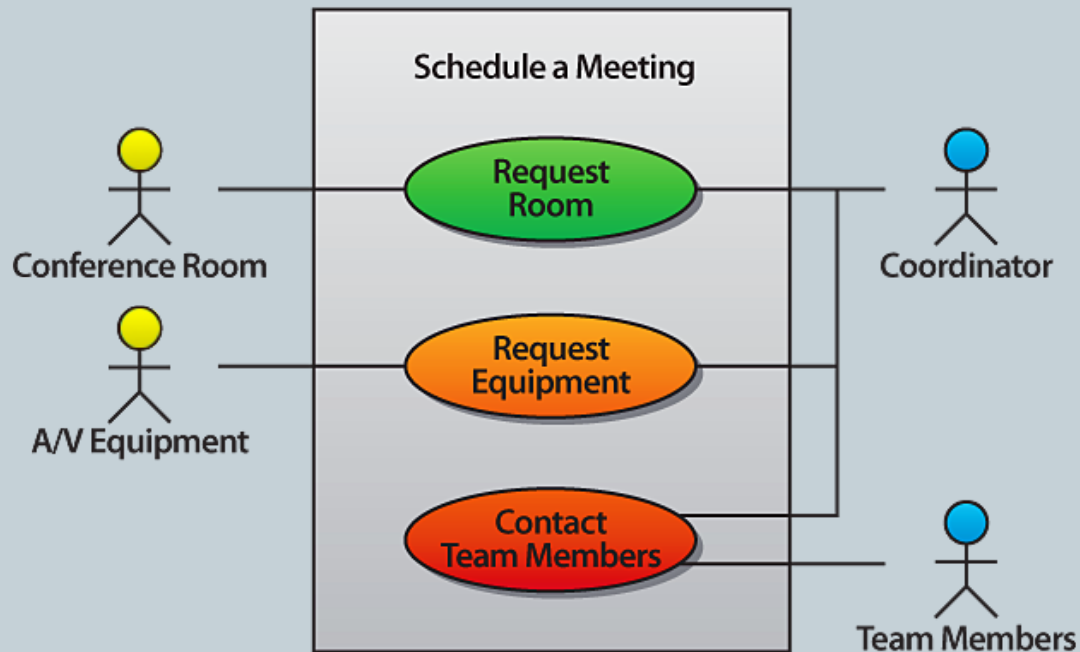 Schedule a Meeting
Request
Room
Conference Room
Coordinator
Request
Equipment
A/V Equipment
Contact
Team Members
Team Members